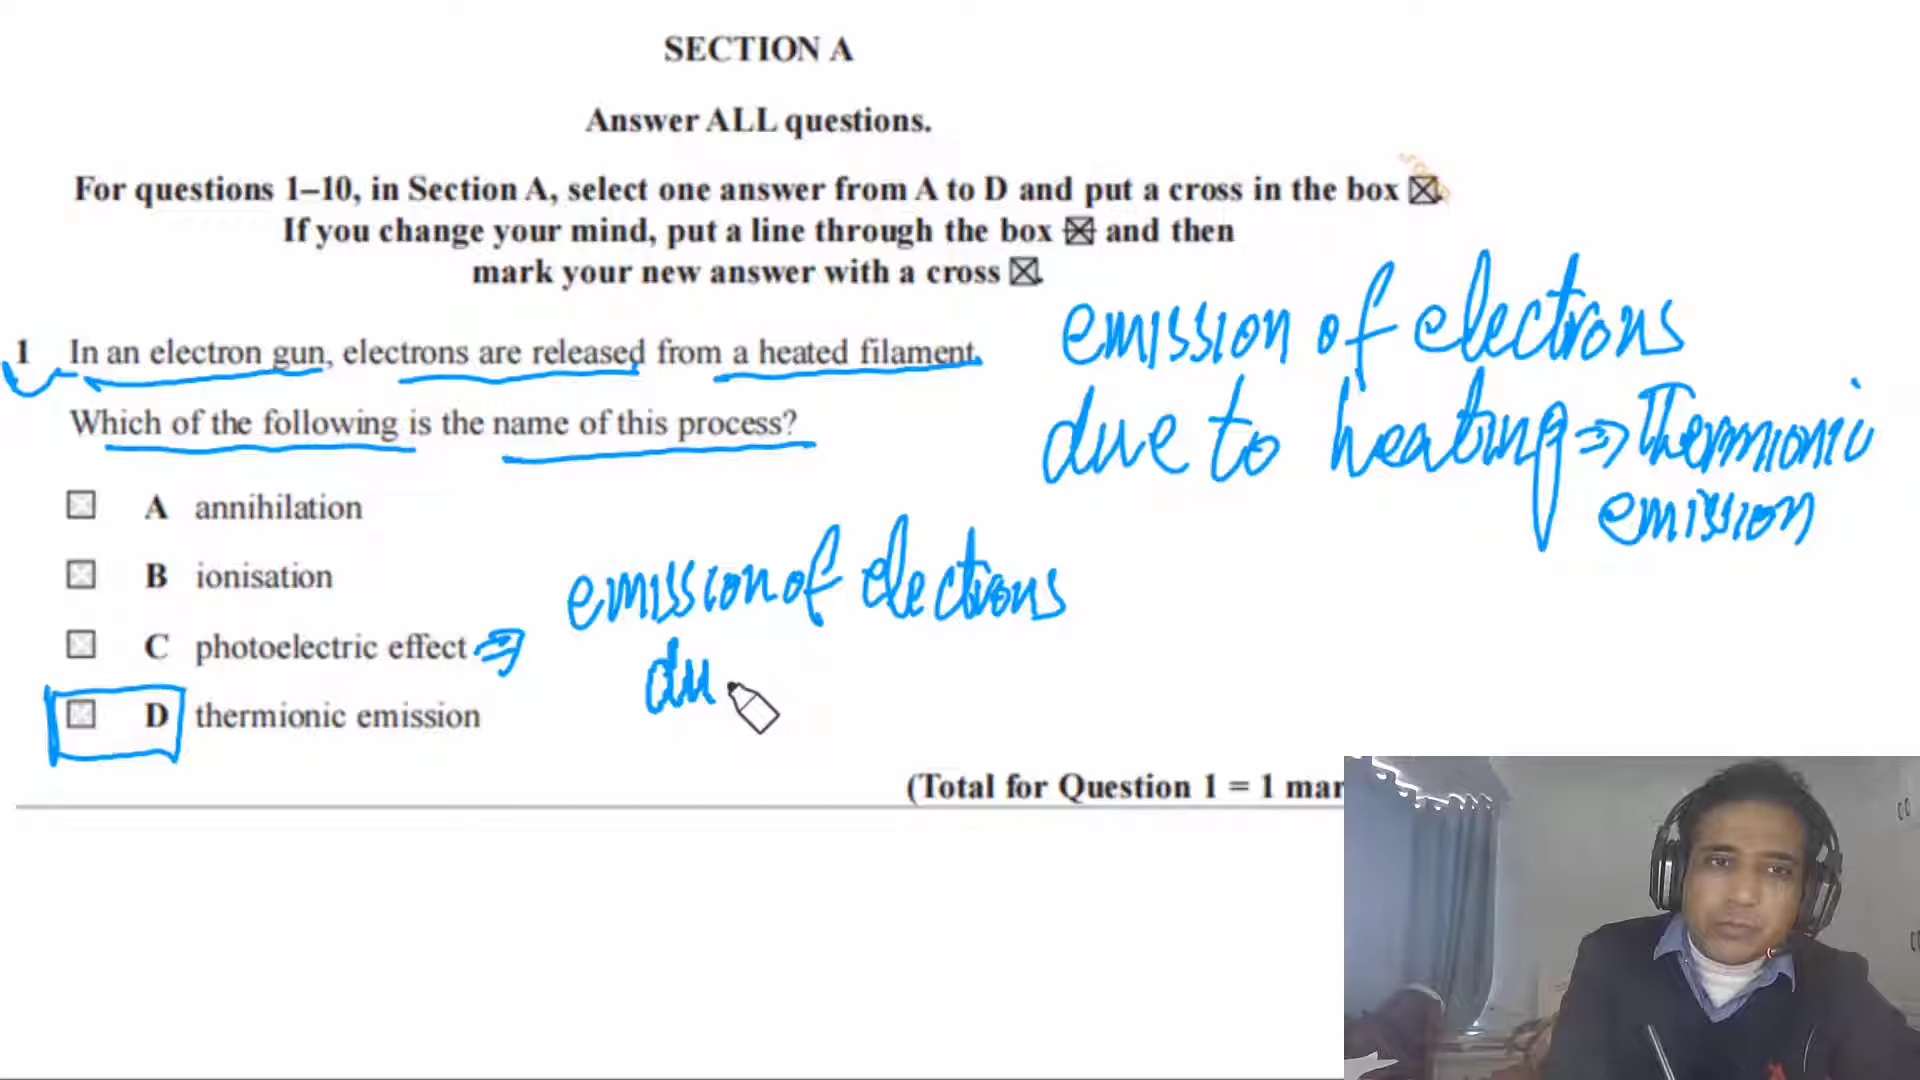 SECTION A
Answer ALL questions.
For questions 1–10, in Section A, select one answer from A to D and put a cross in the box ☒.
If you change your mind, put a line through the box ☒ and then
mark your new answer with a cross ☒.
1 In an electron gun, electrons are released from a heated filament.
Which of the following is the name of this process?
emission of electrons
due to heating ⇒ Thermionic
emission
A annihilation
B ionisation
C photoelectric effect ⇒
emission of electrons
du
D thermionic emission
(Total for Question 1 = 1 mar